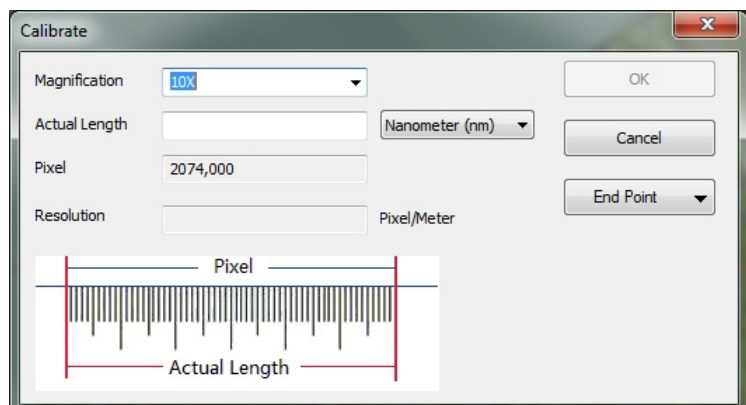 Calibrate
X
Magnification 10X OK
Actual Length Nanometer (nm) Cancel
Pixel 2074,000
End Point
Resolution Pixel/Meter
Pixel
Actual Length